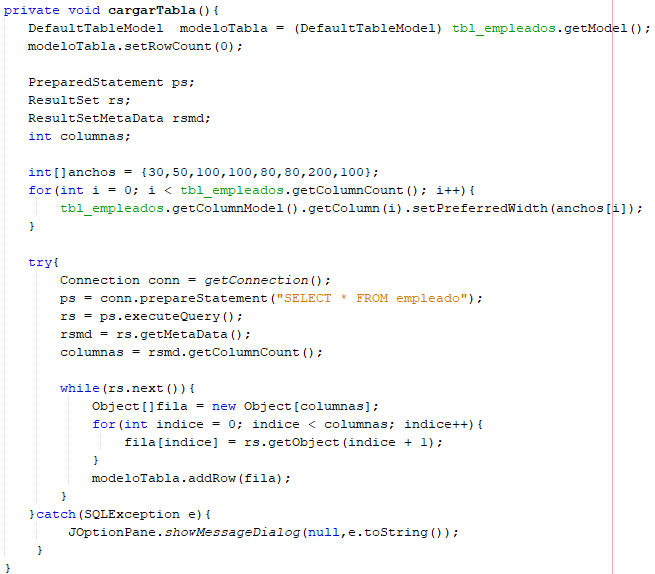 private void cargarTabla(){
DefaultTableModel  modeloTabla = (DefaultTableModel) tbl_empleados.getModel();
modeloTabla.setRowCount(0);
PreparedStatement ps;
ResultSet rs;
ResultSetMetaData rsmd;
int columnas;
int[]anchos = {30,50,100,100,80,80,200,100};
for(int i = 0; i < tbl_empleados.getColumnCount(); i++){
tbl_empleados.getColumnModel().getColumn(i).setPreferredWidth(anchos[i]);
}
try{
Connection conn = getConnection();
ps = conn.prepareStatement("SELECT * FROM empleado");
rs = ps.executeQuery();
rsmd = rs.getMetaData();
columnas = rsmd.getColumnCount();
while(rs.next()){
Object[]fila = new Object[columnas];
for(int indice = 0; indice < columnas; indice++){
fila[indice] = rs.getObject(indice + 1);
}
modeloTabla.addRow(fila);
}
}catch(SQLException e){
JOptionPane.showMessageDialog(null,e.toString());
}
}